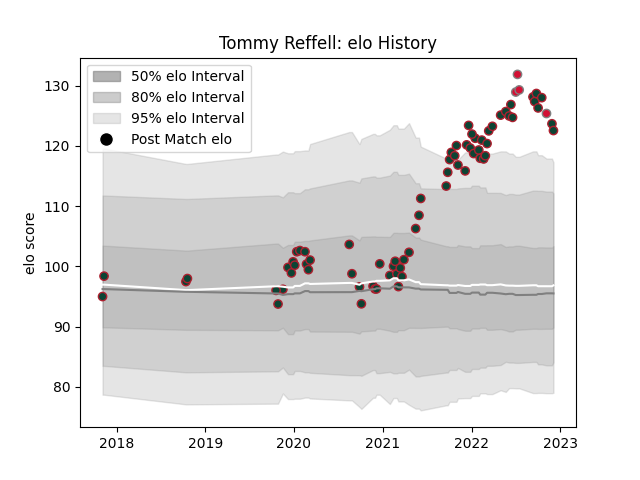 Tommy Reffell: elo History
50% elo Interval
80% elo Interval
95% elo Interval
Post Match elo
elo score
130
120
110
100
90
80
2018 2019 2020 2021 2022 2023